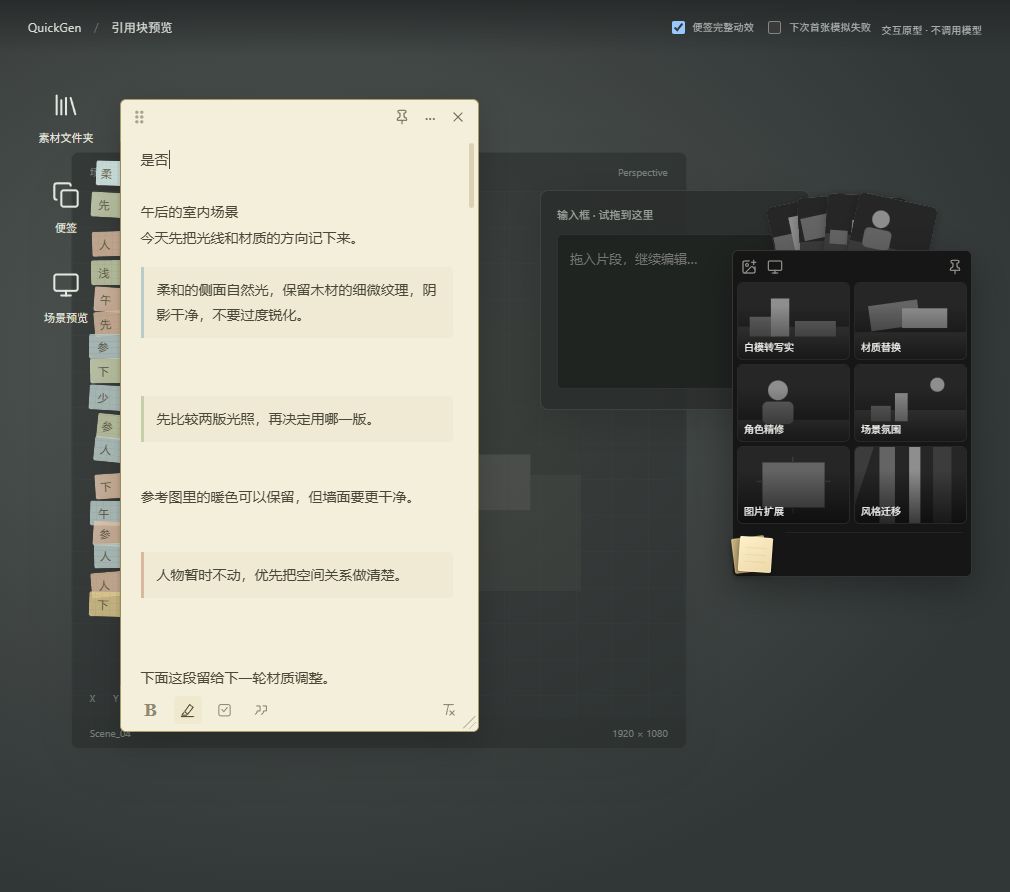 QuickGen / 引用块预览
便签完整动效
下次首张模拟失败
交互原型 · 不调用模型
素材文件夹
便签
场景预览
柔
先
人
浅
午
先
参
下
少
参
人
下
午
参
人
人
下
是否
午后的室内场景
今天先把光线和材质的方向记下来。
柔和的侧面自然光，保留木材的细微纹理，阴
影干净，不要过度锐化。
先比较两版光照，再决定用哪一版。
参考图里的暖色可以保留，但墙面要更干净。
人物暂时不动，优先把空间关系做清楚。
下面这段留给下一轮材质调整。
B
X Y
Scene_04
1920 × 1080
Perspective
输入框 · 试拖到这里
拖入片段，继续编辑...
白模转写实
材质替换
角色精修
场景氛围
图片扩展
风格迁移